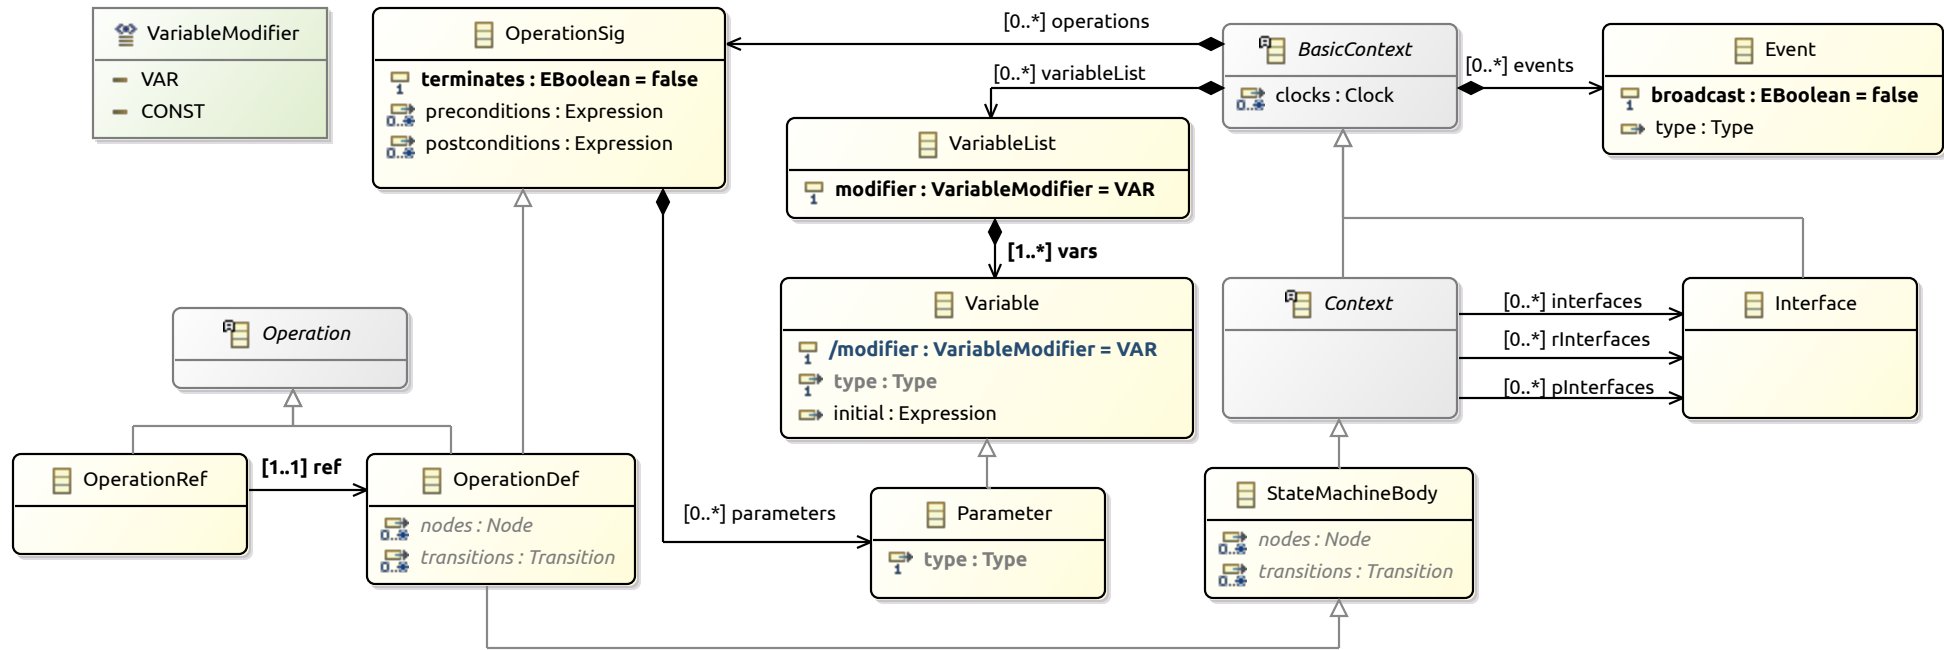 VariableModifier
VAR
CONST
OperationSig
terminates : EBoolean = false
preconditions : Expression
postconditions : Expression
[0..*] operations
[0..*] variableList
BasicContext
clocks : Clock
[0..*] events
Event
broadcast : EBoolean = false
type : Type
VariableList
modifier : VariableModifier = VAR
[1..*] vars
Variable
/modifier : VariableModifier = VAR
type : Type
initial : Expression
Context
[0..*] interfaces
[0..*] rInterfaces
[0..*] pInterfaces
Interface
Operation
OperationRef
[1..1] ref
OperationDef
nodes : Node
transitions : Transition
[0..*] parameters
Parameter
type : Type
StateMachineBody
nodes : Node
transitions : Transition